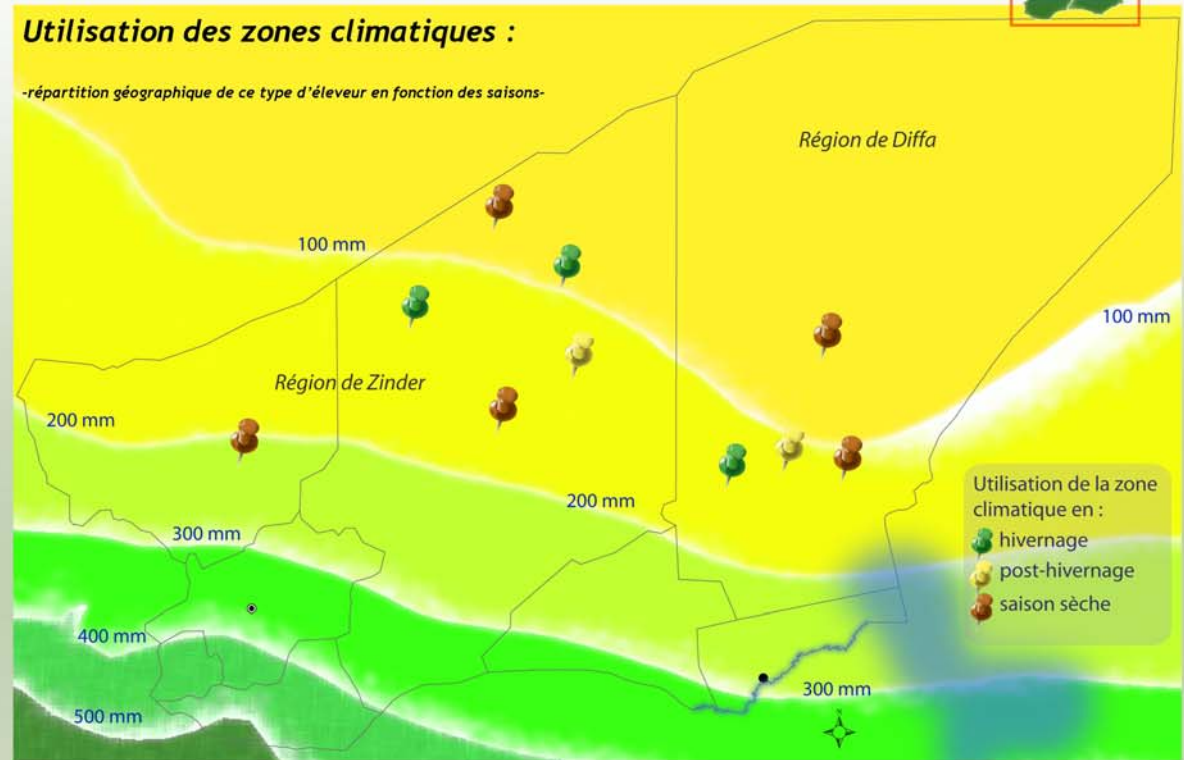 Utilisation des zones climatiques :
-répartition géographique de ce type d'éleveur en fonction des saisons-
Région de Diffa
100 mm
100 mm
Région de Zinder
200 mm
200 mm
Utilisation de la zone
climatique en :
hivernage
post-hivernage
saison sèche
300 mm
400 mm
300 mm
500 mm
N